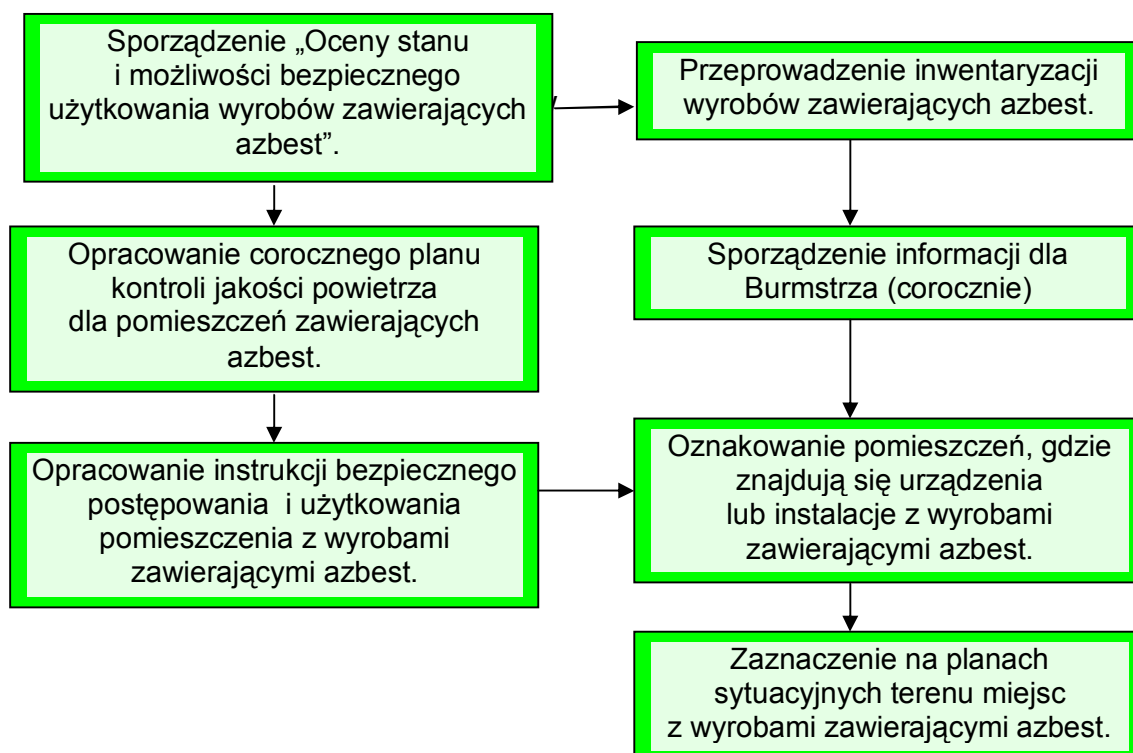 Sporządzenie „Oceny stanu
i możliwości bezpiecznego
użytkowania wyrobów zawierających
azbest”.
Przeprowadzenie inwentaryzacji
wyrobów zawierających azbest.
Opracowanie corocznego planu
kontroli jakości powietrza
dla pomieszczeń zawierających
azbest.
Sporządzenie informacji dla
Burmstrza (corocznie)
Opracowanie instrukcji bezpiecznego
postępowania i użytkowania
pomieszczenia z wyrobami
zawierającymi azbest.
Oznakowanie pomieszczeń, gdzie
znajdują się urządzenia
lub instalacje z wyrobami
zawierającymi azbest.
Zaznaczenie na planach
sytuacyjnych terenu miejsc
z wyrobami zawierającymi azbest.